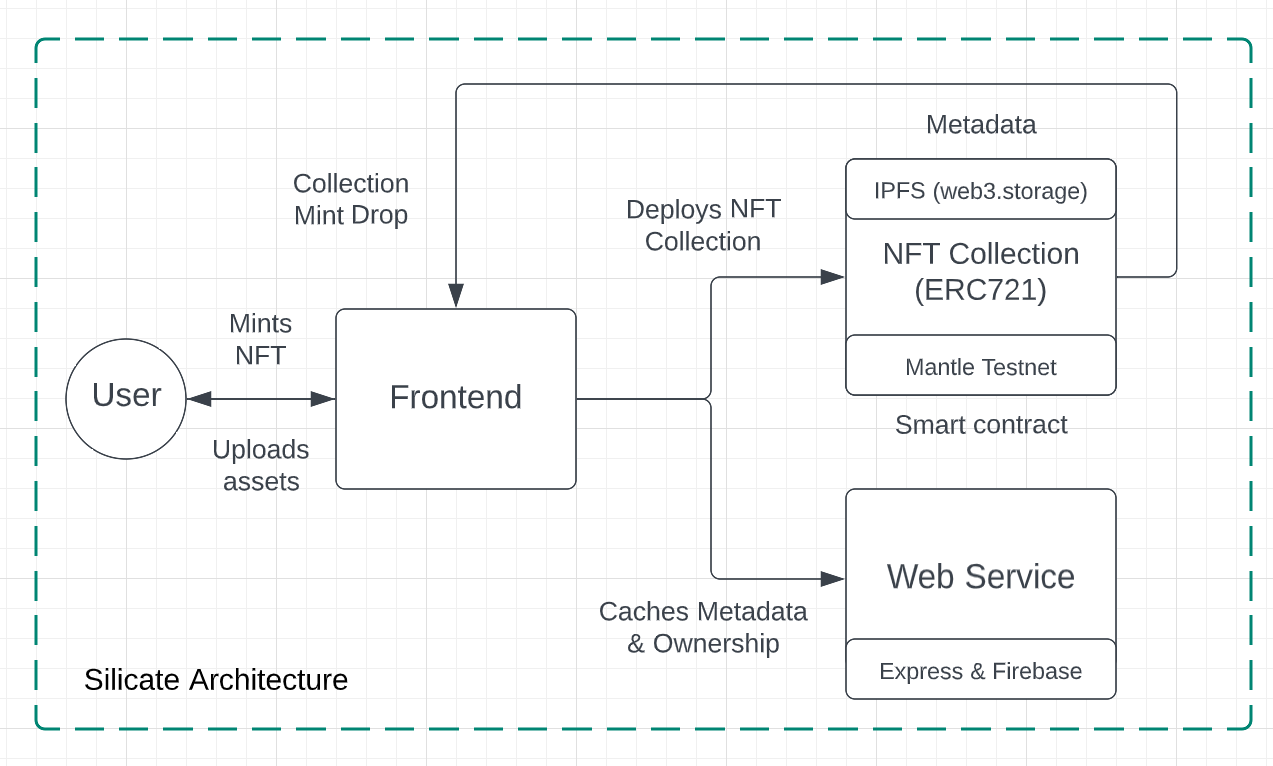 Metadata
IPFS (web3.storage)
Collection
Mint Drop
Deploys NFT
Collection
NFT Collection
(ERC721)
Mints
NFT
Mantle Testnet
User
Frontend
Smart contract
Uploads
assets
Web Service
Caches Metadata
& Ownership
Express & Firebase
Silicate Architecture